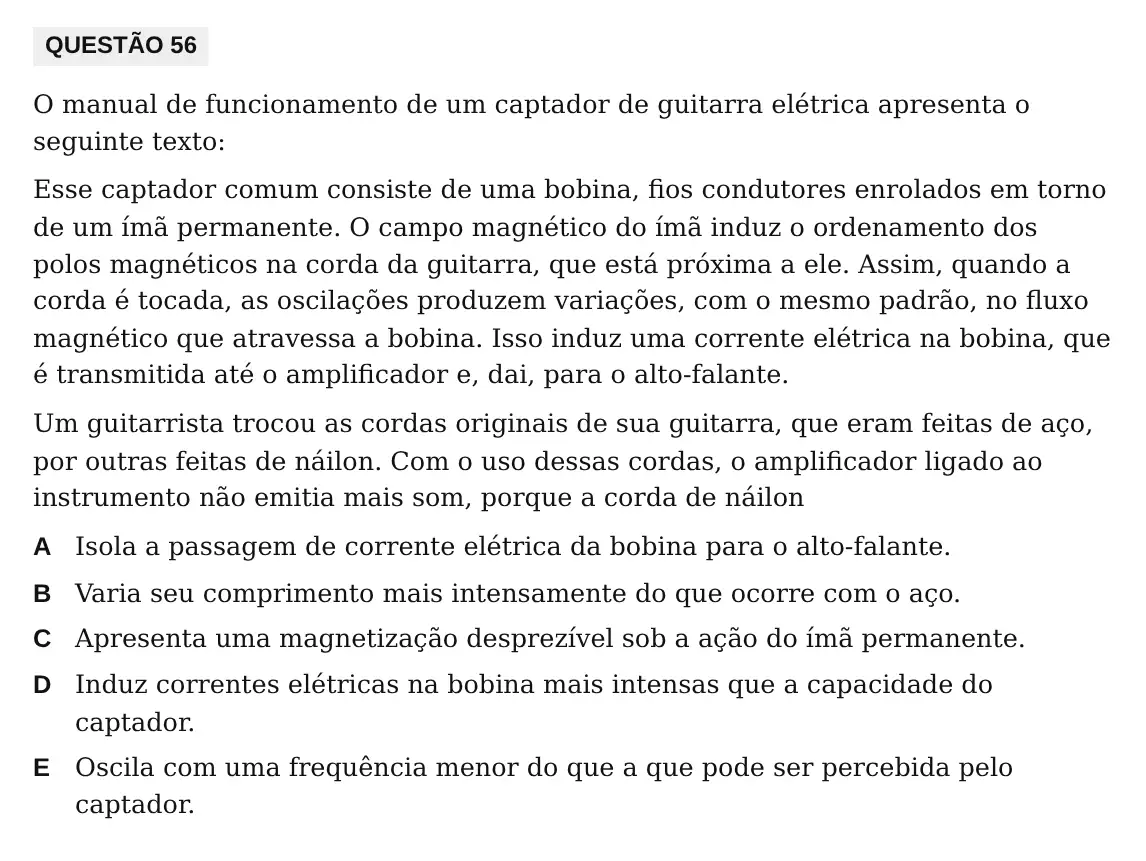 QUESTÃO 56
O manual de funcionamento de um captador de guitarra elétrica apresenta o
seguinte texto:
Esse captador comum consiste de uma bobina, fios condutores enrolados em torno
de um ímã permanente. O campo magnético do ímã induz o ordenamento dos
polos magnéticos na corda da guitarra, que está próxima a ele. Assim, quando a
corda é tocada, as oscilações produzem variações, com o mesmo padrão, no fluxo
magnético que atravessa a bobina. Isso induz uma corrente elétrica na bobina, que
é transmitida até o amplificador e, dai, para o alto-falante.
Um guitarrista trocou as cordas originais de sua guitarra, que eram feitas de aço,
por outras feitas de náilon. Com o uso dessas cordas, o amplificador ligado ao
instrumento não emitia mais som, porque a corda de náilon
A Isola a passagem de corrente elétrica da bobina para o alto-falante.
B Varia seu comprimento mais intensamente do que ocorre com o aço.
C Apresenta uma magnetização desprezível sob a ação do ímã permanente.
D Induz correntes elétricas na bobina mais intensas que a capacidade do
captador.
E Oscila com uma frequência menor do que a que pode ser percebida pelo
captador.